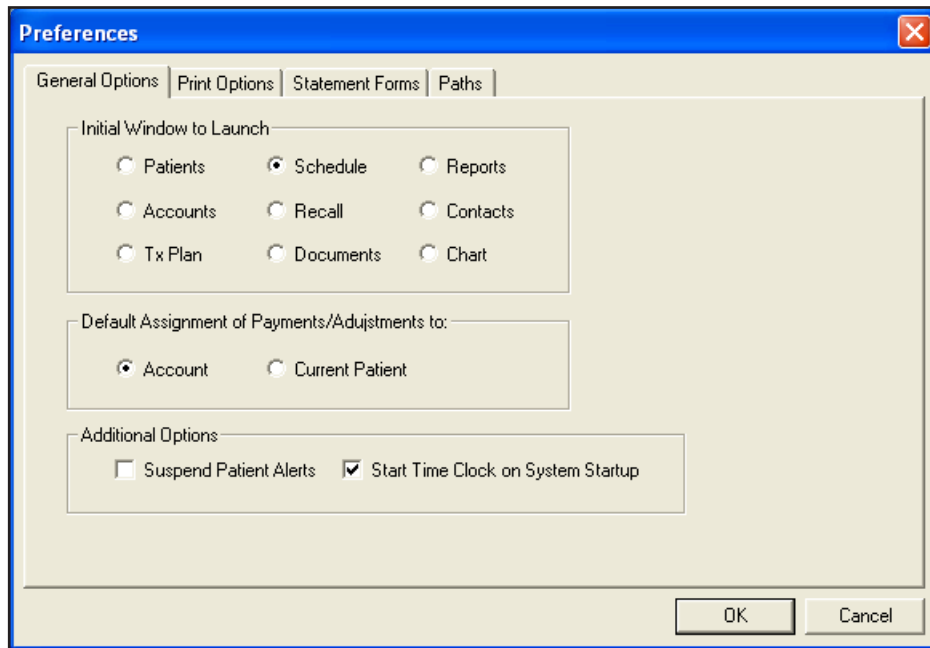 Preferences
General Options Print Options Statement Forms Paths
Initial Window to Launch
Patients Schedule Reports
Accounts Recall Contacts
Tx Plan Documents Chart
Default Assignment of Payments/Adujstments to:
Account Current Patient
Additional Options
Suspend Patient Alerts Start Time Clock on System Startup
OK Cancel